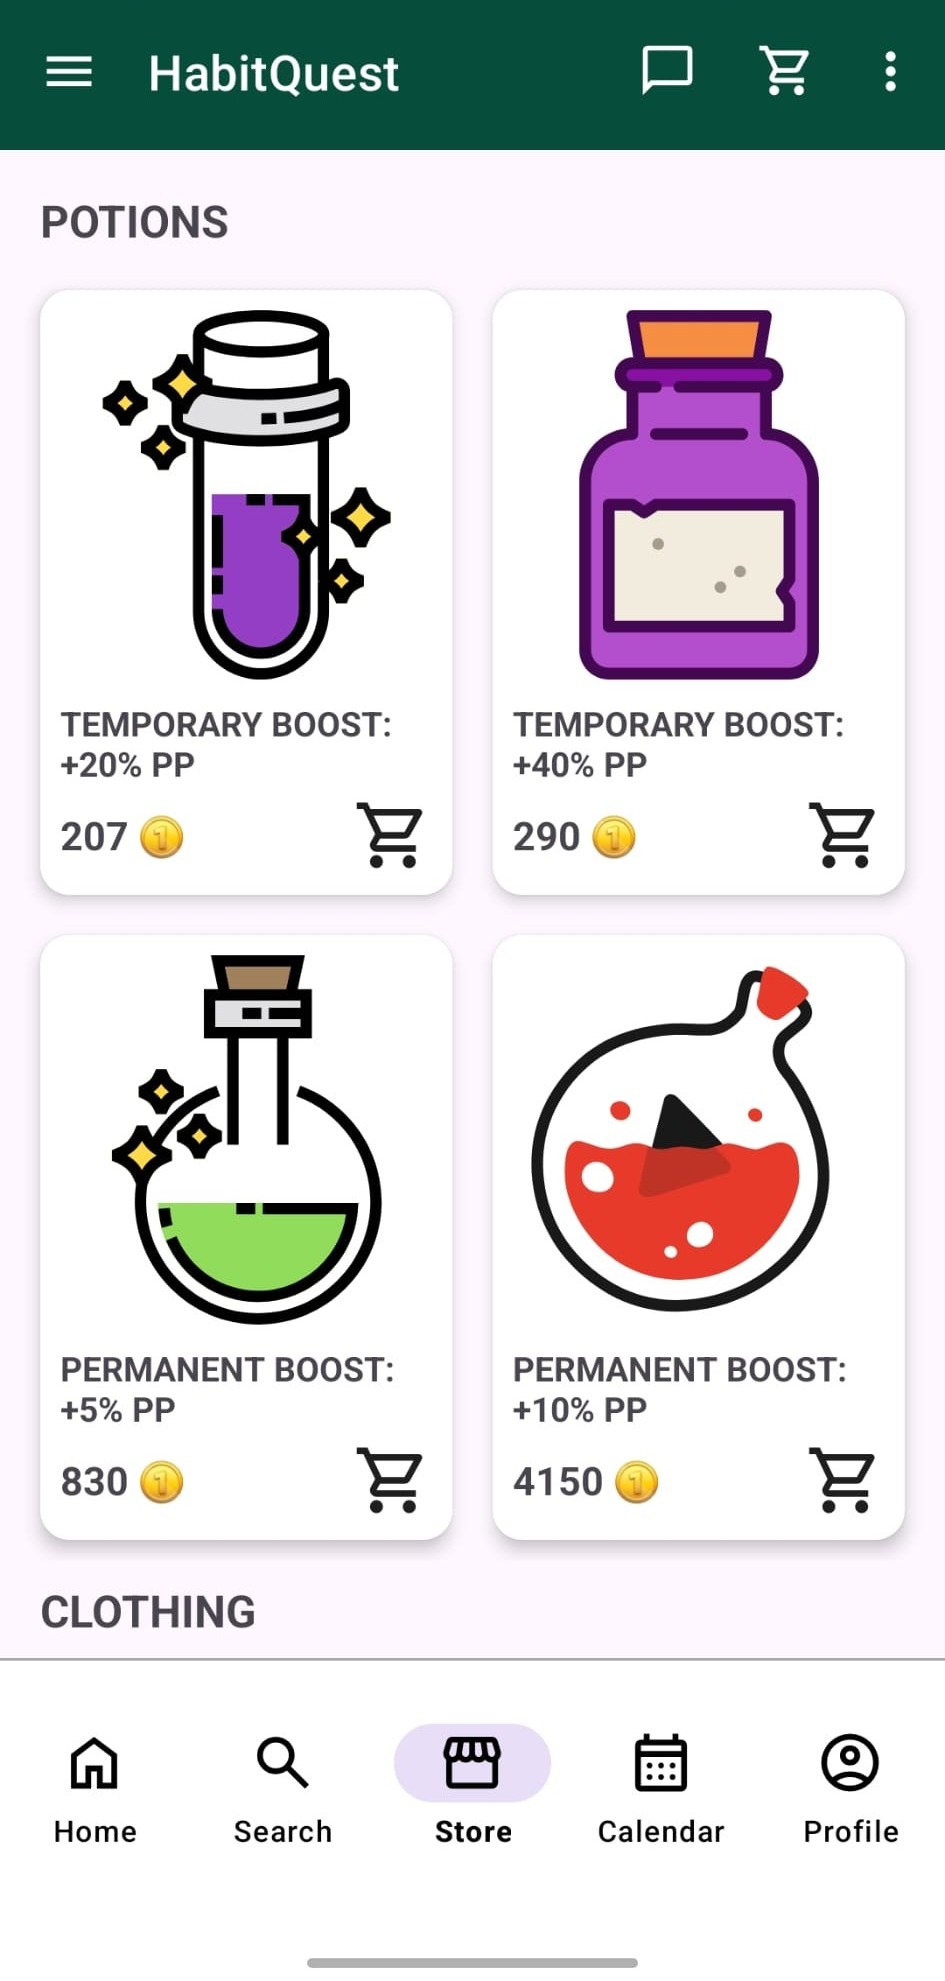 HabitQuest
POTIONS
TEMPORARY BOOST:
+20% PP
207
TEMPORARY BOOST:
+40% PP
290
PERMANENT BOOST:
+5% PP
830
PERMANENT BOOST:
+10% PP
4150
CLOTHING
Home
Search
Store
Calendar
Profile